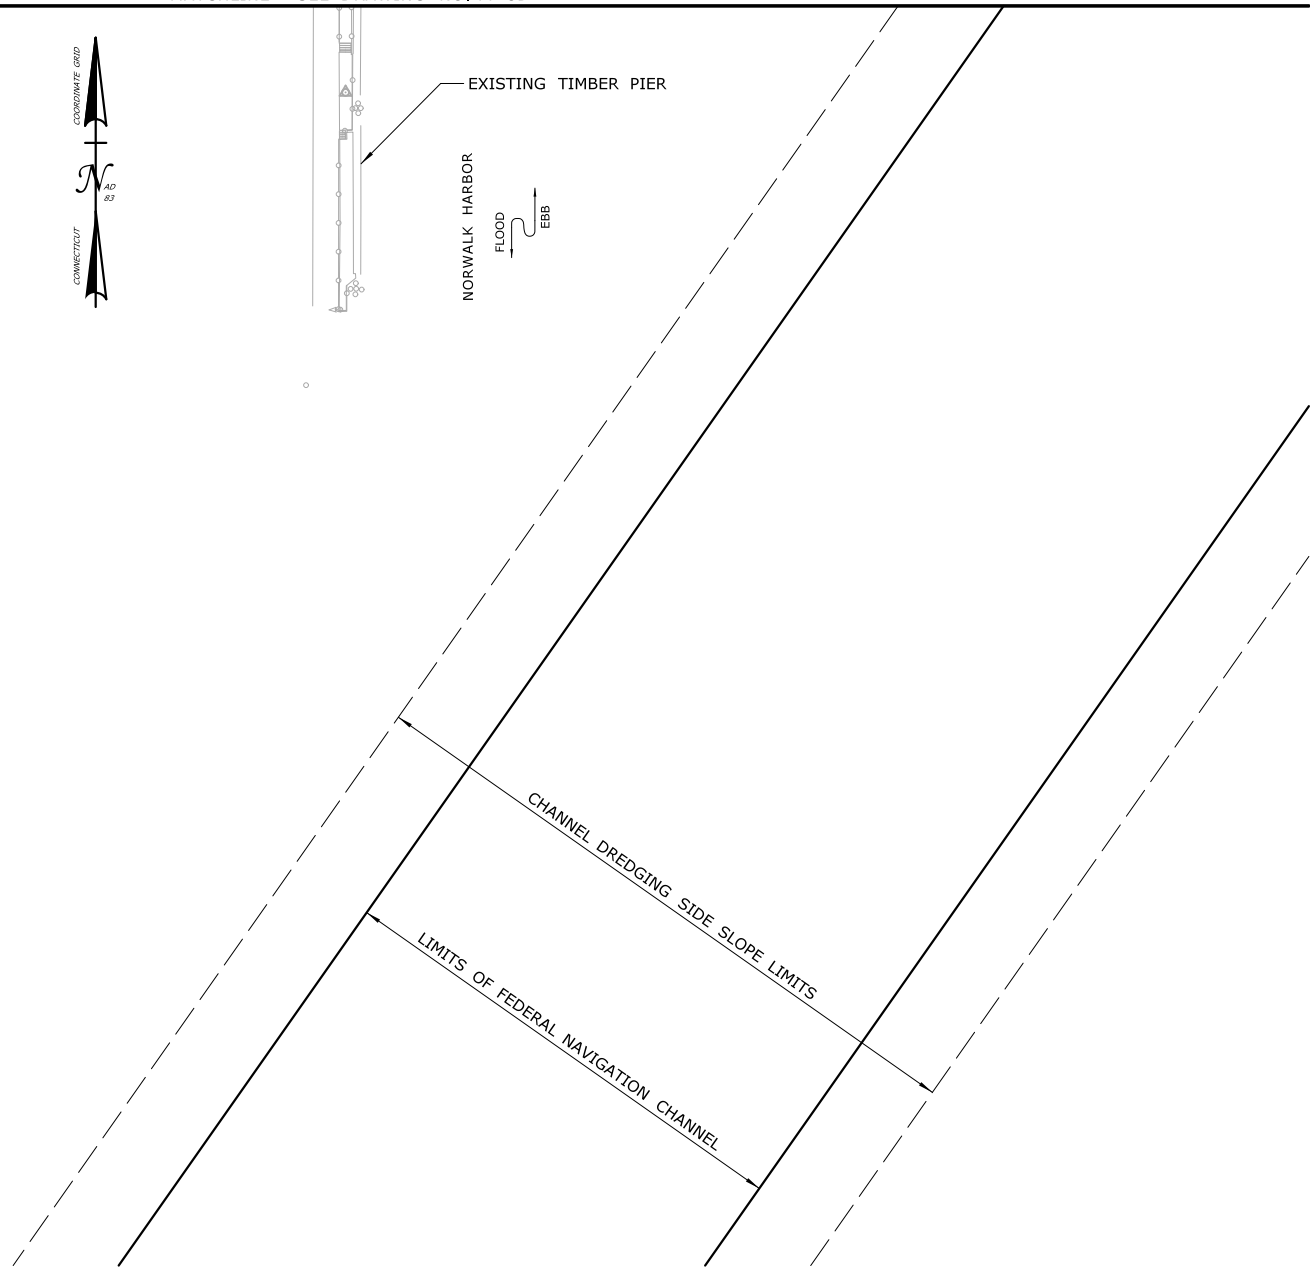 COORDINATE GRID
N
AD
83
CONNECTICUT
EXISTING TIMBER PIER
NORWALK HARBOR
FLOOD
EBB
CHANNEL DREDGING SIDE SLOPE LIMITS
LIMITS OF FEDERAL NAVIGATION CHANNEL